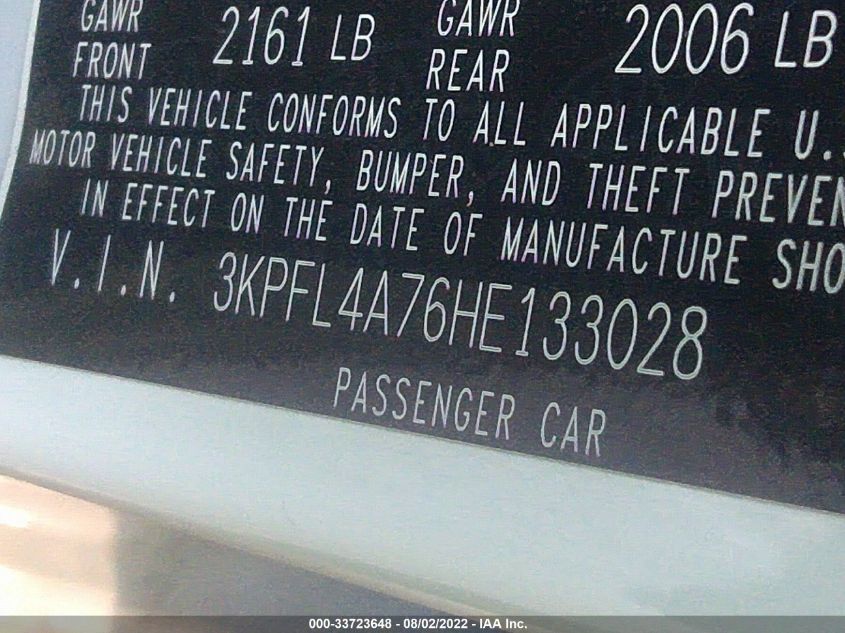 GAWR FRONT 2161 LB GAWR REAR 2006 LB
THIS VEHICLE CONFORMS TO ALL APPLICABLE U.
MOTOR VEHICLE SAFETY, BUMPER, AND THEFT PREVEN
IN EFFECT ON THE DATE OF MANUFACTURE SHO
V.I.N. 3KPFL4A76HE133028
PASSENGER CAR
000-33723648 - 08/02/2022 - IAA Inc.